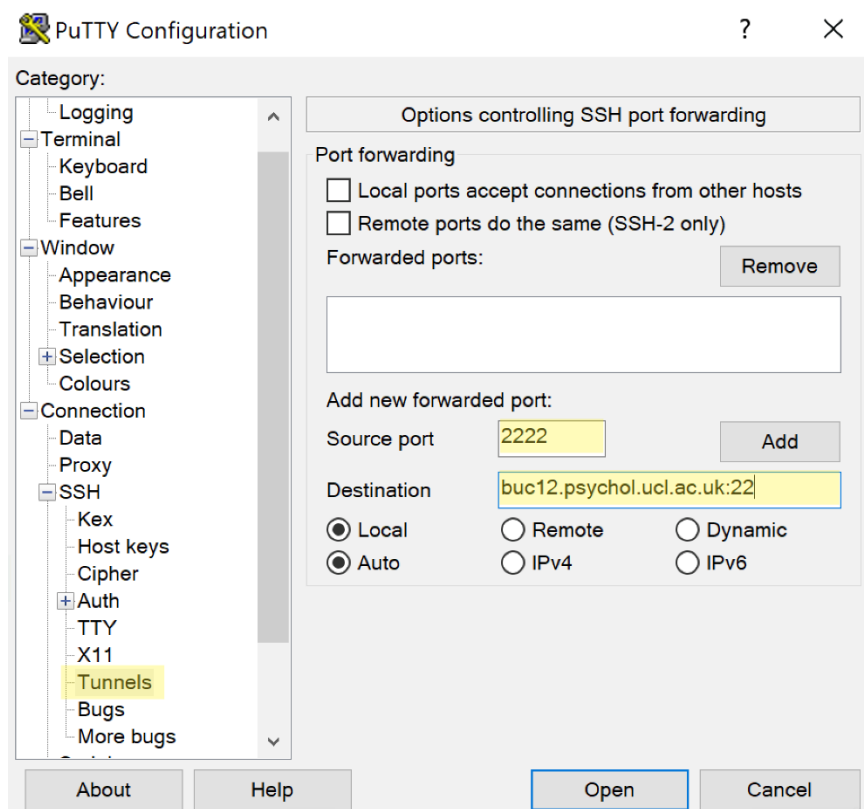 PuTTY Configuration
? ×
Category:
Logging
Terminal
Keyboard
Bell
Features
Window
Appearance
Behaviour
Translation
Selection
Colours
Connection
Data
Proxy
SSH
Kex
Host keys
Cipher
Auth
TTY
X11
Tunnels
Bugs
More bugs
Options controlling SSH port forwarding
Port forwarding
Local ports accept connections from other hosts
Remote ports do the same (SSH-2 only)
Forwarded ports:
Remove
Add new forwarded port:
Source port 2222 Add
Destination buc12.psychol.ucl.ac.uk:22
Local Remote Dynamic
Auto IPv4 IPv6
About Help Open Cancel